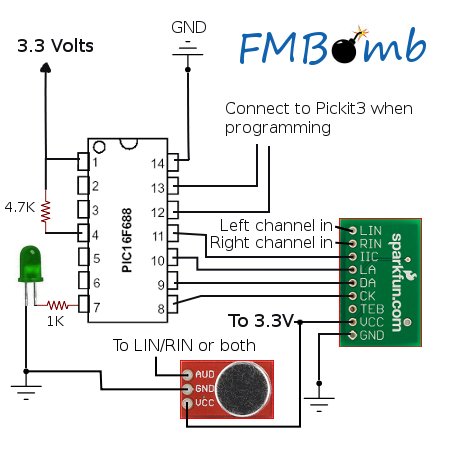 GND
FMBomb
3.3 Volts
Connect to Pickit3 when
programming
1
14
2
13
3
12
4.7K
4
11
5
10
6
9
7
8
PIC16F688
1K
Left channel in
Right channel in
LIN
RIN
IIC
LA
DA
CK
TEB
VCC
GND
sparkfun.com
To 3.3V
To LIN/RIN or both
AUD
GND
VCC